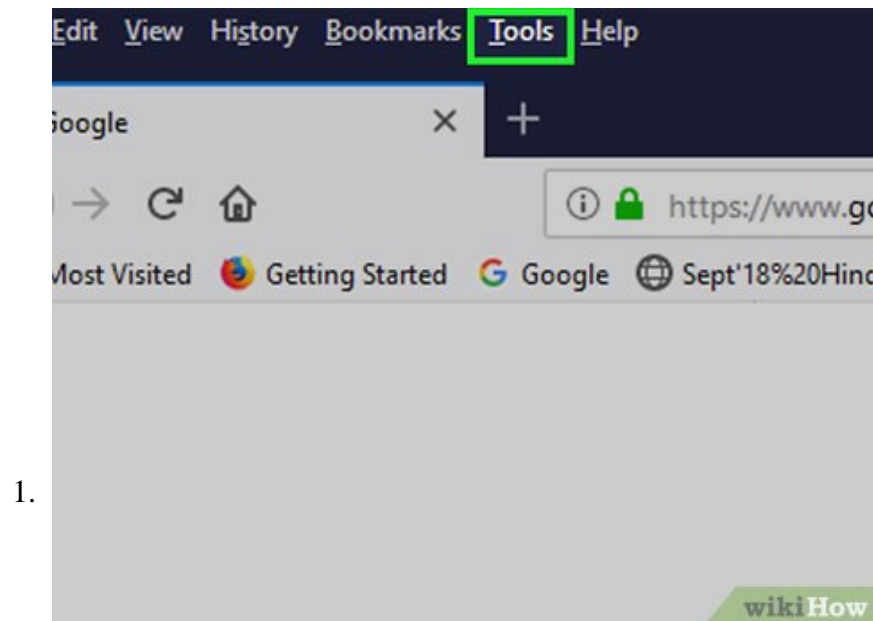 Edit View History Bookmarks Tools Help
Google
https://www.go
Most Visited Getting Started Google Sept'18%20Hind
1.
wikiHow